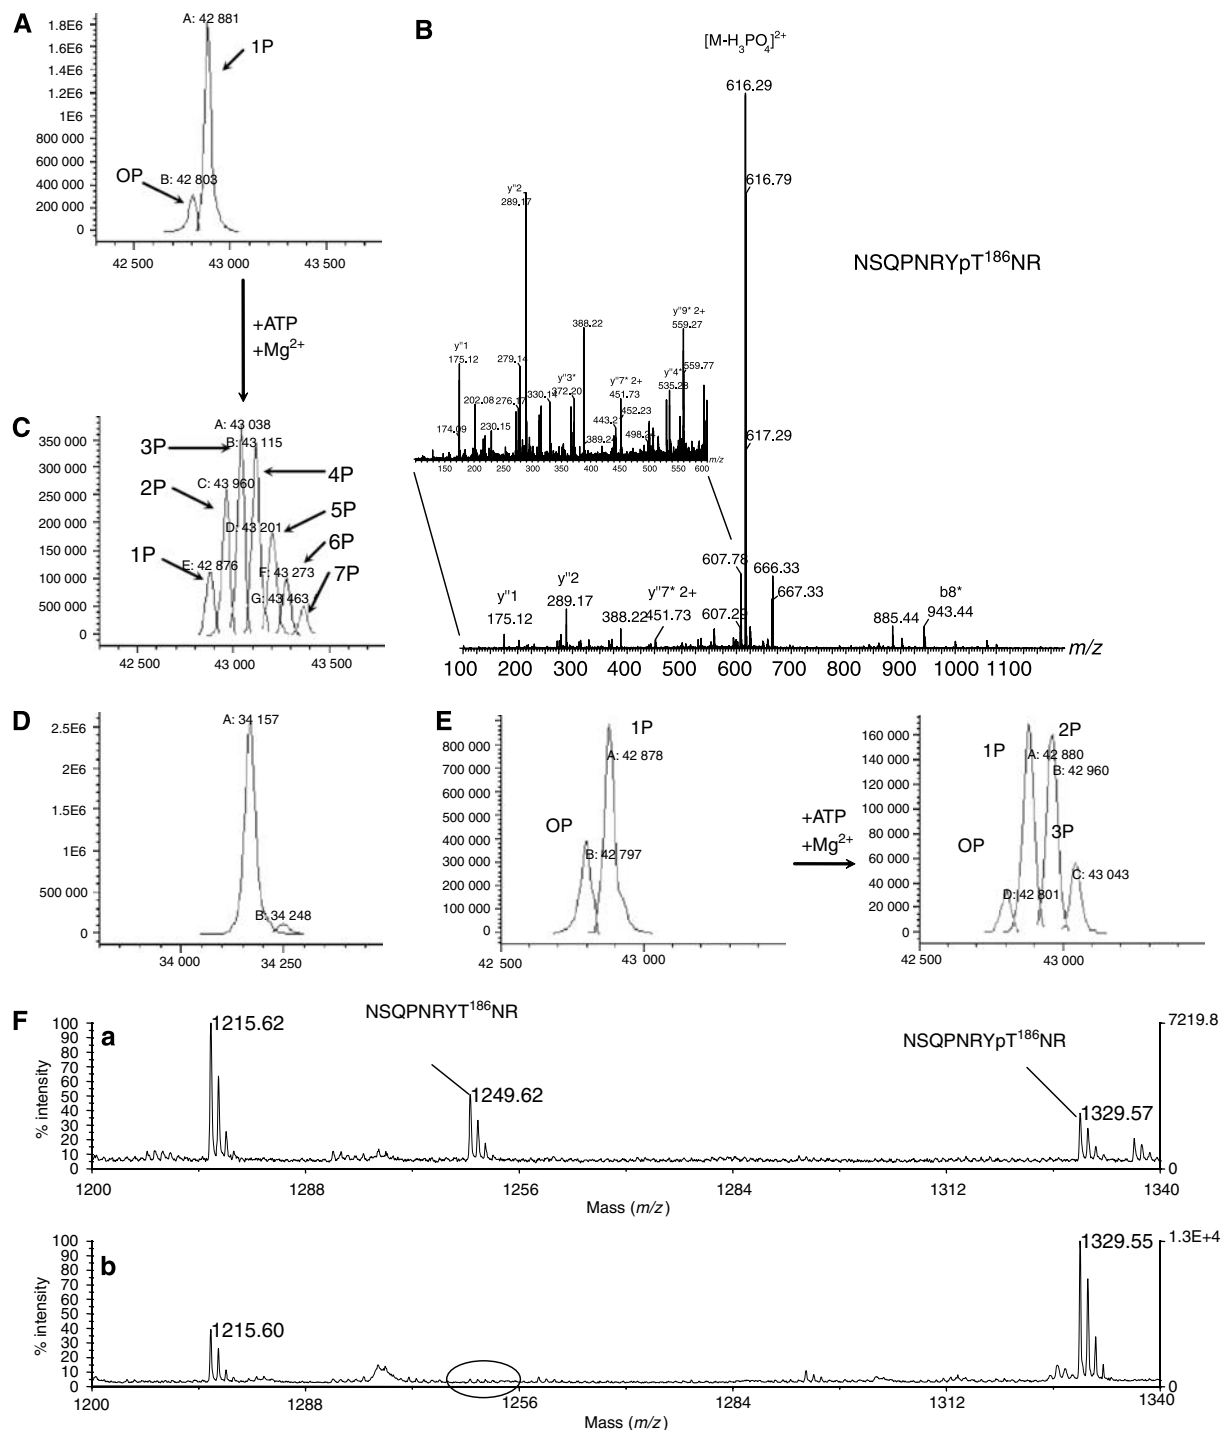 A
1.8E6
1.6E6
1.4E6
1.2E6
1E6
800 000
600 000
400 000
200 000
0
A: 42 881
1P
OP
B: 42 803
42 500
43 000
43 500
+ATP
+Mg2+
B
[M-H3PO4]2+
616.29
616.79
617.29
NSQPNRYpT186NR
y"2
289.17
y"1
175.12
174.09
202.08
230.15
279.14
276.17
330.14
y"3*
372.20
388.22
389.24
y"7* 2+
451.73
443.21
452.23
498.24
y"4*
535.28
y"9* 2+
559.27
559.77
150
200
250
300
350
400
450
500
550
600
m/z
y"1
175.12
y"2
289.17
388.22
y"7* 2+
451.73
607.78
607.29
666.33
667.33
885.44
b8*
943.44
100
200
300
400
500
600
700
800
900
1000
1100
m/z
C
350 000
300 000
250 000
200 000
150 000
100 000
500 000
0
A: 43 038
B: 43 115
C: 43 960
D: 43 201
E: 42 876
F: 43 273
G: 43 463
3P
2P
1P
4P
5P
6P
7P
42 500
43 000
43 500
D
2.5E6
2E6
1.5E6
1E6
500 000
0
A: 34 157
B: 34 248
34 000
34 250
E
800 000
700 000
600 000
500 000
400 000
300 000
200 000
100 000
0
1P
A: 42 878
OP
B: 42 797
42 500
43 000
+ATP
+Mg2+
160 000
140 000
120 000
100 000
80 000
60 000
40 000
20 000
0
2P
1P
A: 42 880
B: 42 960
3P
OP
C: 43 043
D: 42 801
42 500
43 000
F
a
% intensity
100
90
80
70
60
50
40
30
20
10
0
1215.62
NSQPNRYT186NR
1249.62
NSQPNRYpT186NR
1329.57
7219.8
0
1200
1288
1256
1284
1312
1340
Mass (m/z)
b
% intensity
100
90
80
70
60
50
40
30
20
10
0
1215.60
1329.55
1.3E+4
0
1200
1288
1256
1284
1312
1340
Mass (m/z)